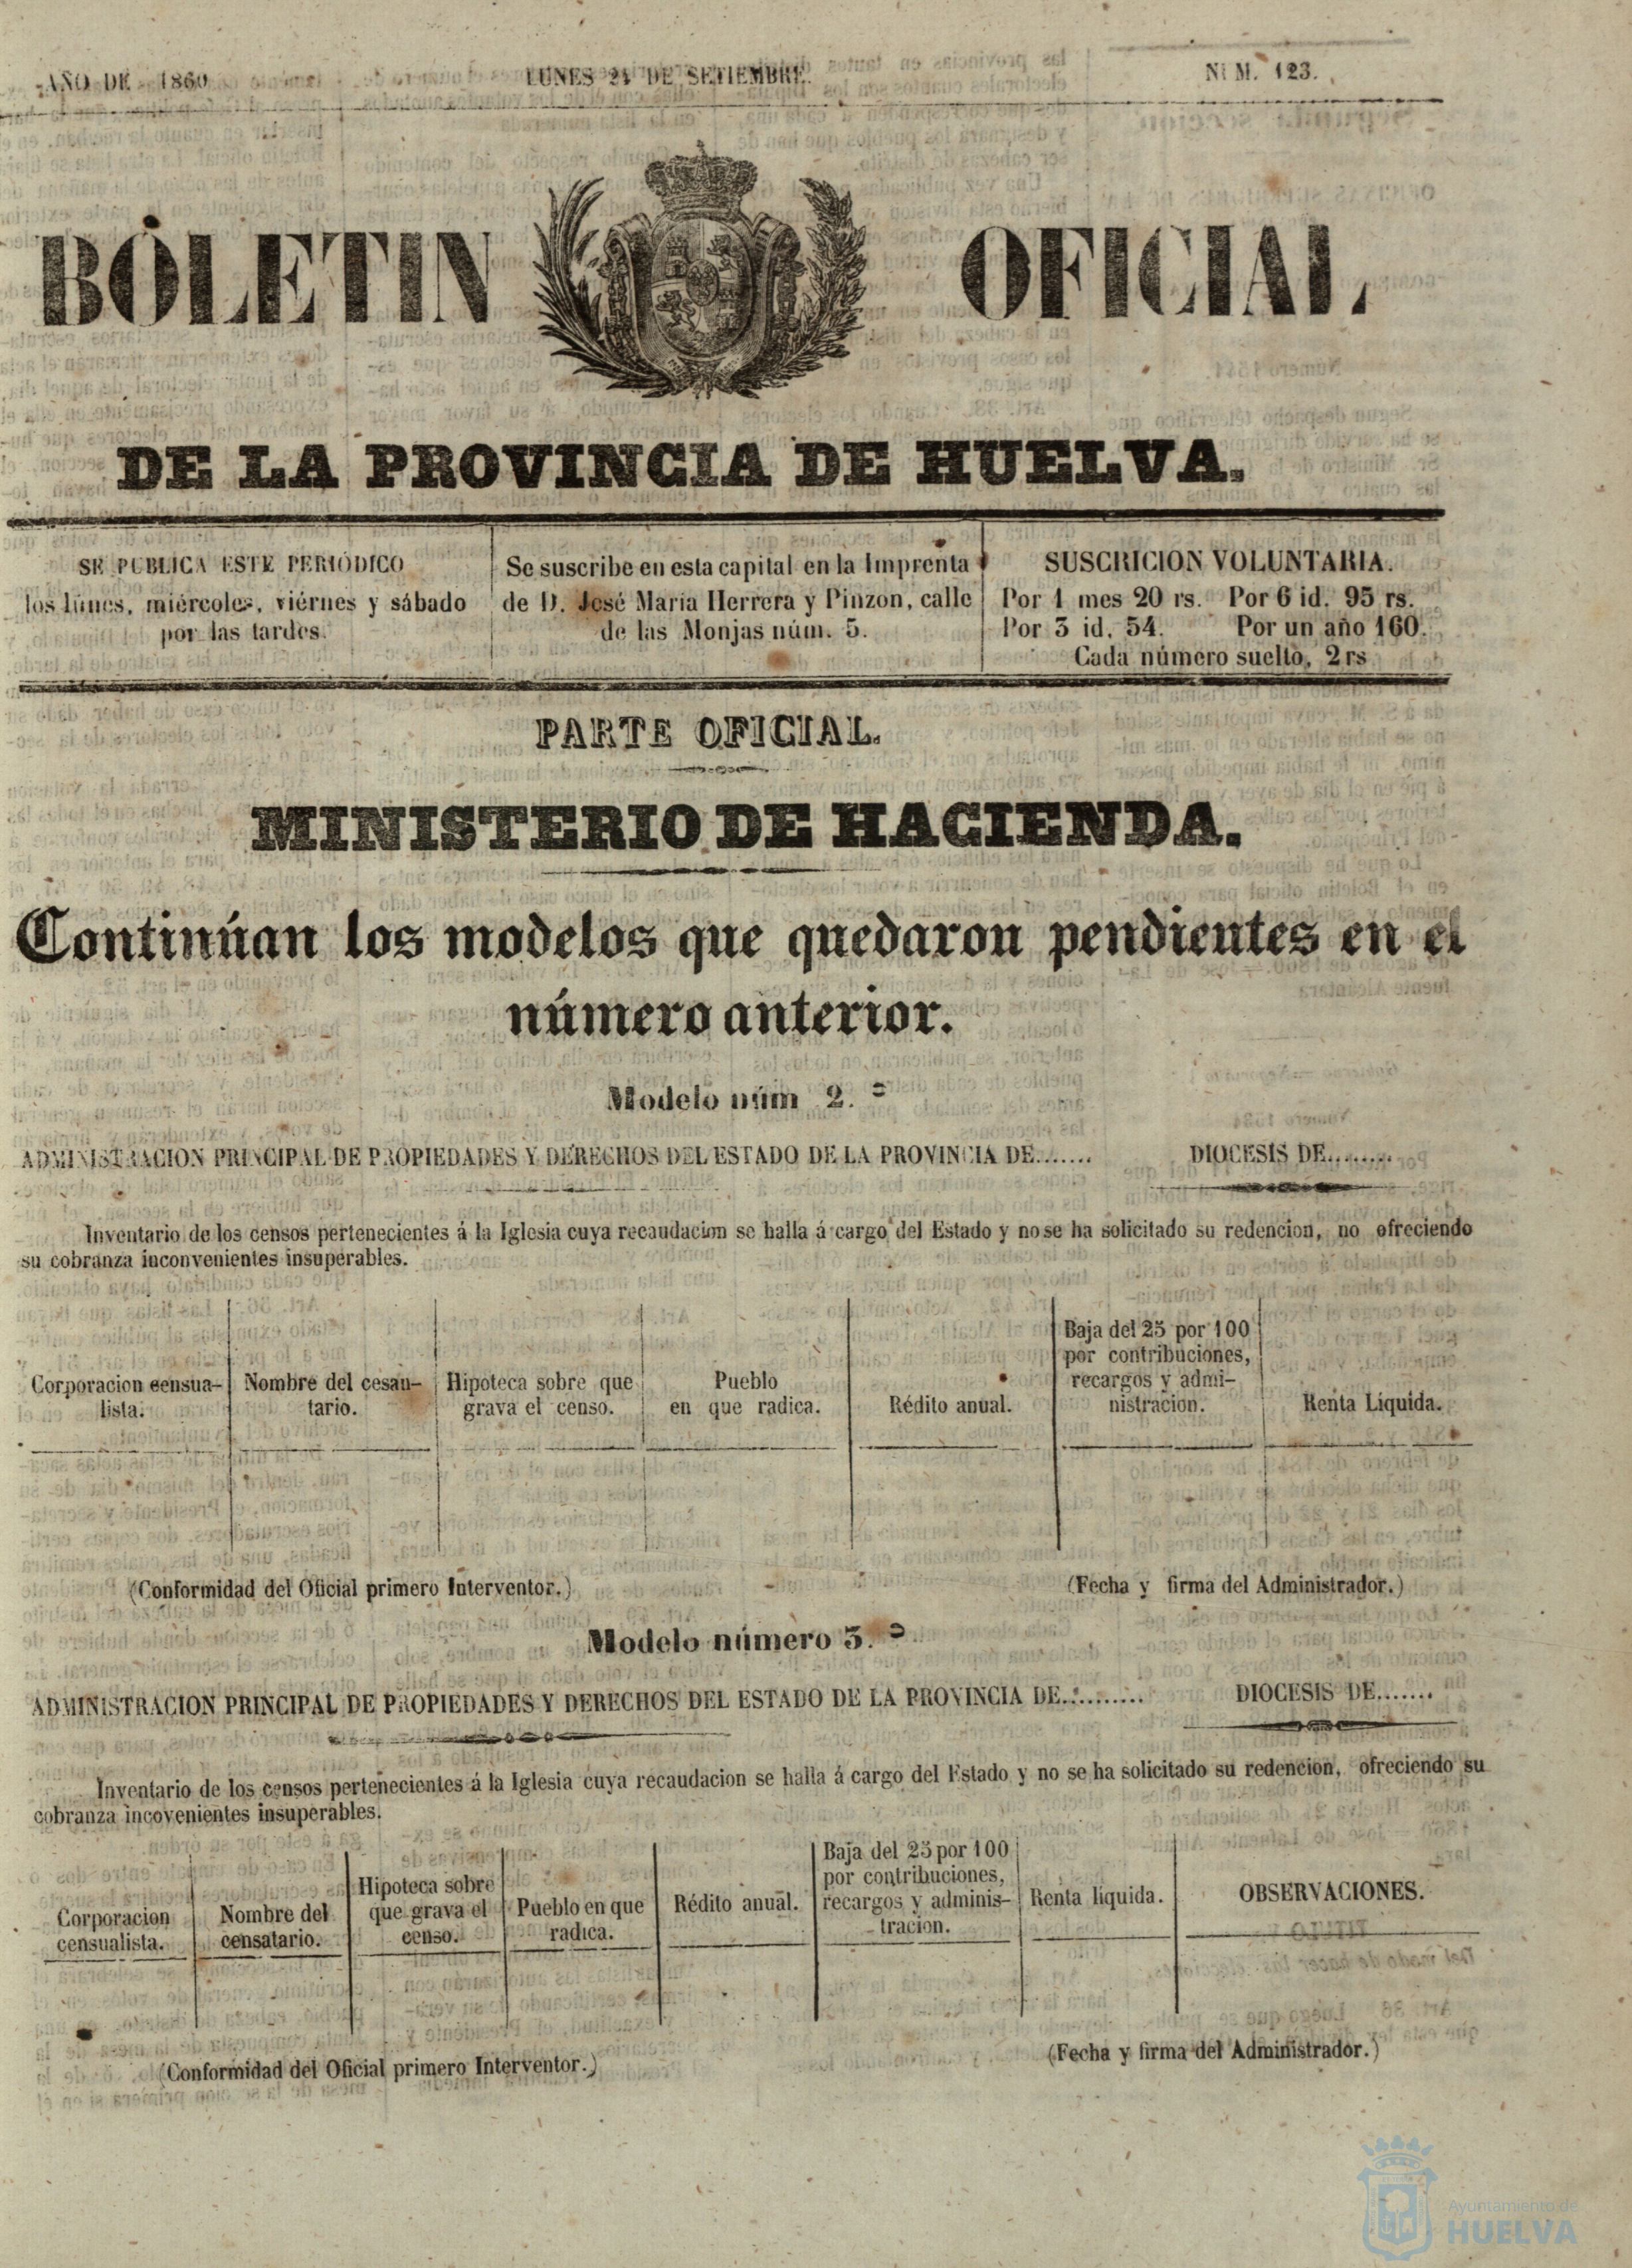 AÑO DE 1860
LUNES 24 DE SETIEMBRE.
NUM. 123.
BOLETIN OFICIAL
DE LA PROVINCIA DE HUELVA.
SE PUBLICA ESTE PERIÓDICO
los lúnes, miércoles, viérnes y sábado
por las tardes.
Se suscribe en esta capital en la Imprenta
de D. José María Herrera y Pinzon, calle
de las Monjas núm. 5.
SUSCRICION VOLUNTARIA.
Por 1 mes 20 rs. Por 6 id. 95 rs.
Por 3 id. 54. Por un año 160.
Cada número suelto, 2 rs
PARTE OFICIAL.
MINISTERIO DE HACIENDA.
Continúan los modelos que quedaron pendientes en el
número anterior.
Modelo núm 2.º
ADMINISTRACION PRINCIPAL DE PROPIEDADES Y DERECHOS DEL ESTADO DE LA PROVINCIA DE....... DIOCESIS DE........
Inventario de los censos pertenecientes á la Iglesia cuya recaudacion se halla á cargo del Estado y no se ha solicitado su redencion, no ofreciendo
su cobranza inconvenientes insuperables.
Corporacion censua-
lista.
Nombre del cesan-
tario.
Hipoteca sobre que
grava el censo.
Pueblo
en que radica.
Rédito anual.
Baja del 25 por 100
por contribuciones,
recargos y admi-
nistracion.
Renta Líquida.
(Conformidad del Oficial primero Interventor.)
(Fecha y firma del Administrador.)
Modelo número 3.º
ADMINISTRACION PRINCIPAL DE PROPIEDADES Y DERECHOS DEL ESTADO DE LA PROVINCIA DE.......... DIOCESIS DE.......
Inventario de los censos pertenecientes á la Iglesia cuya recaudacion se halla á cargo del Estado y no se ha solicitado su redencion, ofreciendo su
cobranza incovenientes insuperables.
Corporacion
censualista.
Nombre del
censatario.
Hipoteca sobre
que grava el
censo.
Pueblo en que
radica.
Rédito anual.
Baja del 25 por 100
por contribuciones,
recargos y adminis-
tracion.
Renta líquida.
OBSERVACIONES.
(Conformidad del Oficial primero Interventor.)
(Fecha y firma del Administrador.)
Ayuntamiento de
HUELVA